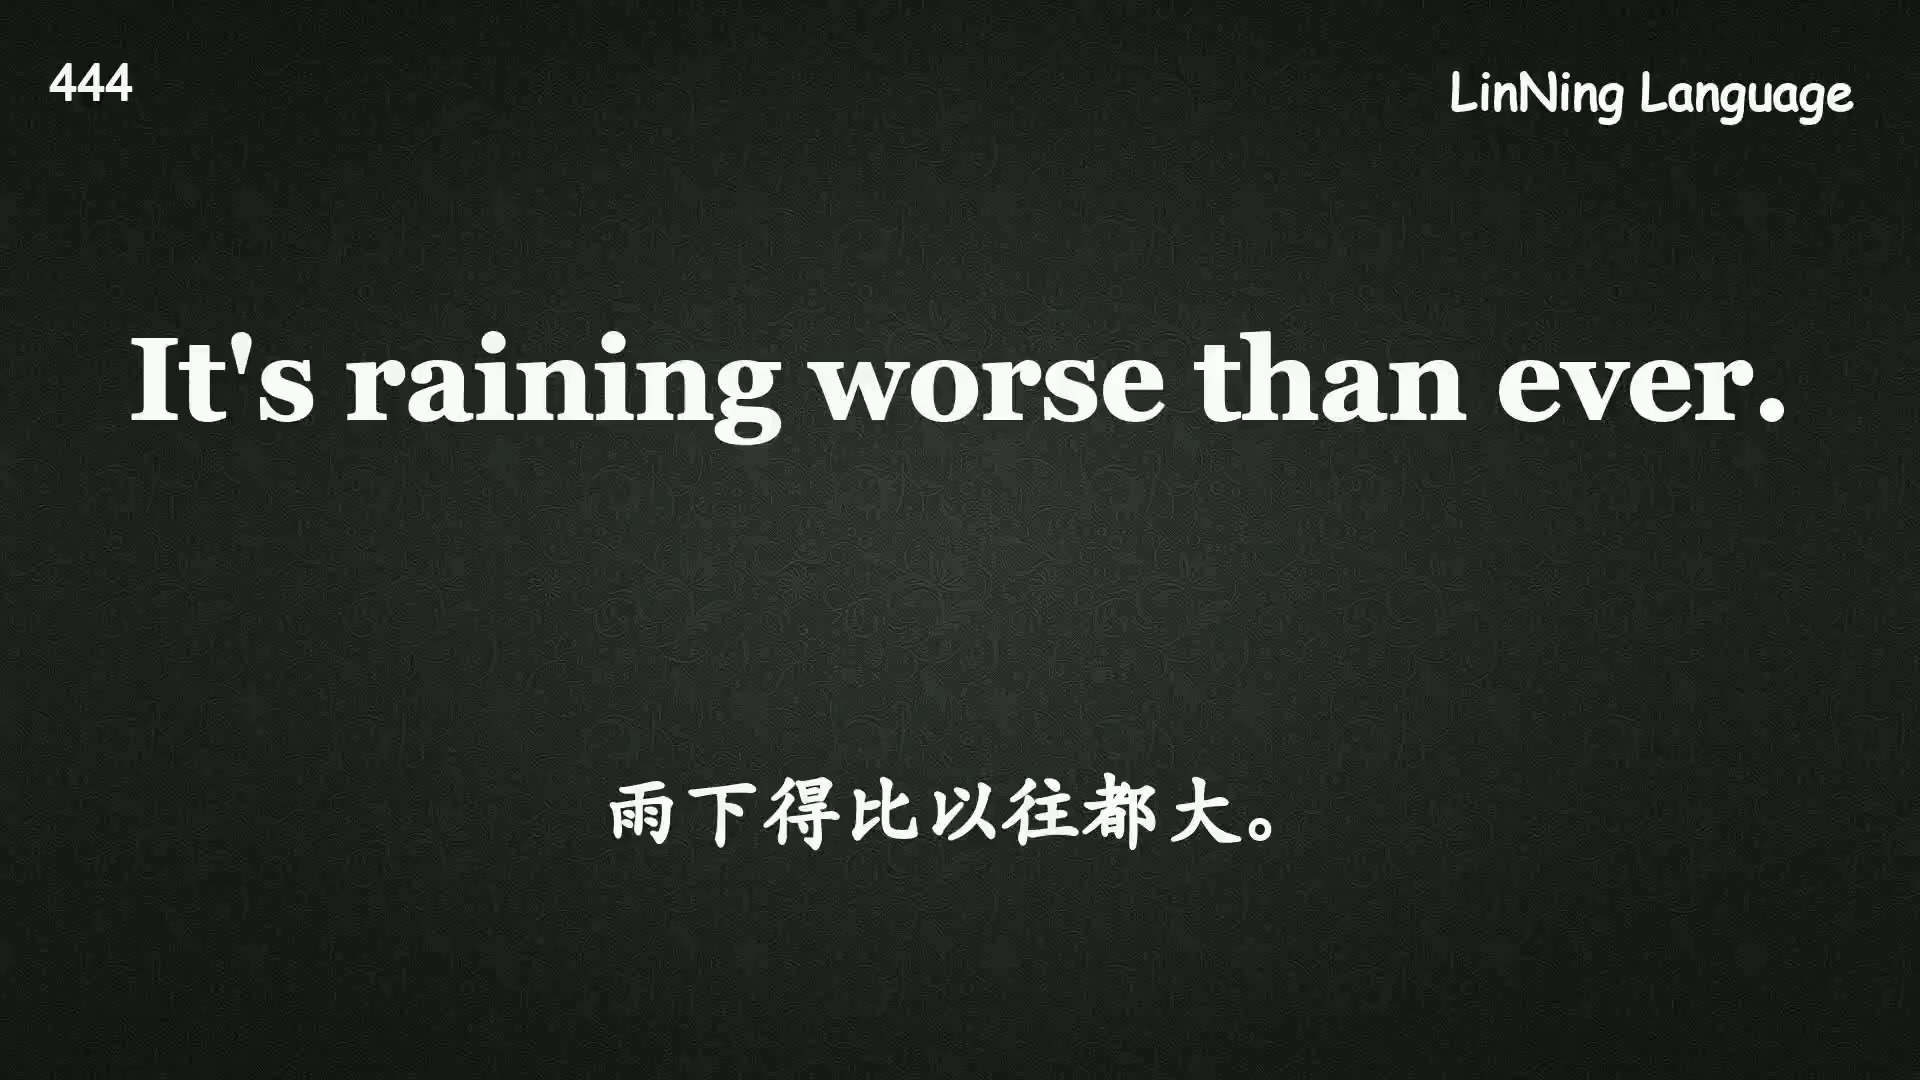 444
LinNing Language
It's raining worse than ever.
雨下得比以往都大。